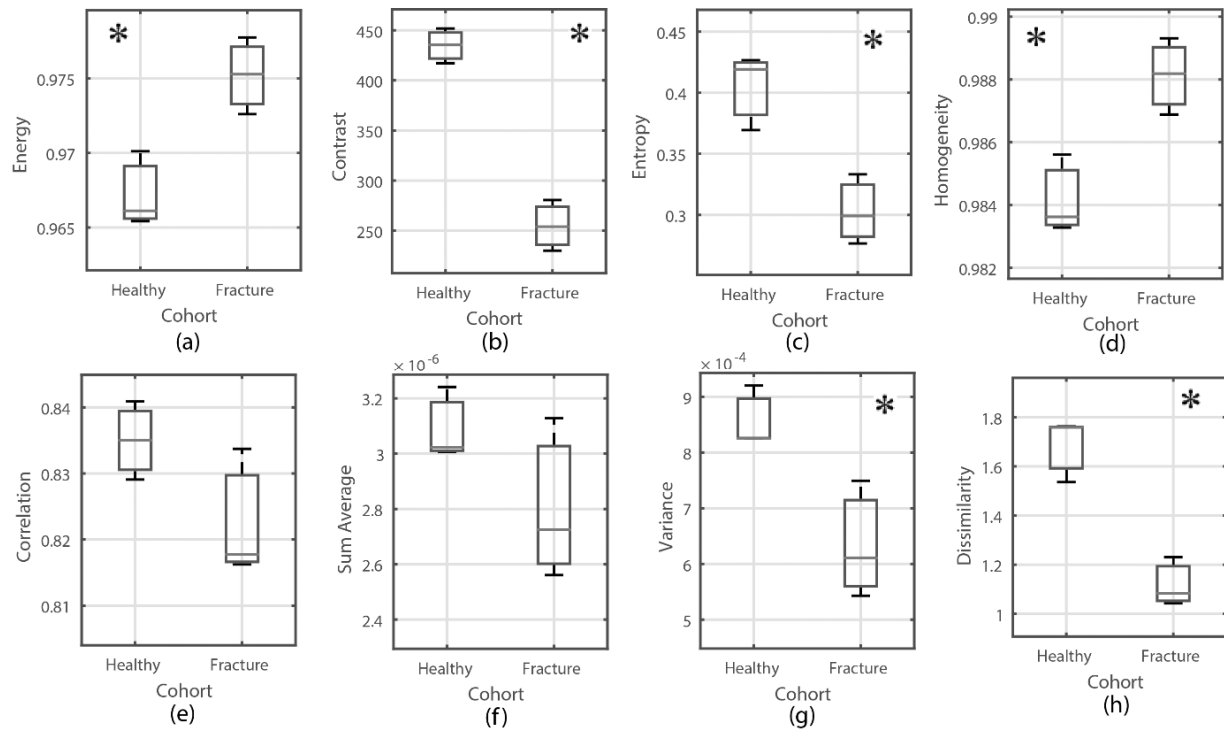 *
Energy
0.975
0.97
0.965
Healthy
Fracture
Cohort
(a)
*
Contrast
450
400
350
300
250
Healthy
Fracture
Cohort
(b)
*
Entropy
0.45
0.4
0.35
0.3
Healthy
Fracture
Cohort
(c)
*
Homogeneity
0.99
0.988
0.986
0.984
0.982
Healthy
Fracture
Cohort
(d)
Correlation
0.84
0.83
0.82
0.81
Healthy
Fracture
Cohort
(e)
× 10⁻⁶
Sum Average
3.2
3
2.8
2.6
2.4
Healthy
Fracture
Cohort
(f)
× 10⁻⁴
*
Variance
9
8
7
6
5
Healthy
Fracture
Cohort
(g)
*
Dissimilarity
1.8
1.6
1.4
1.2
1
Healthy
Fracture
Cohort
(h)